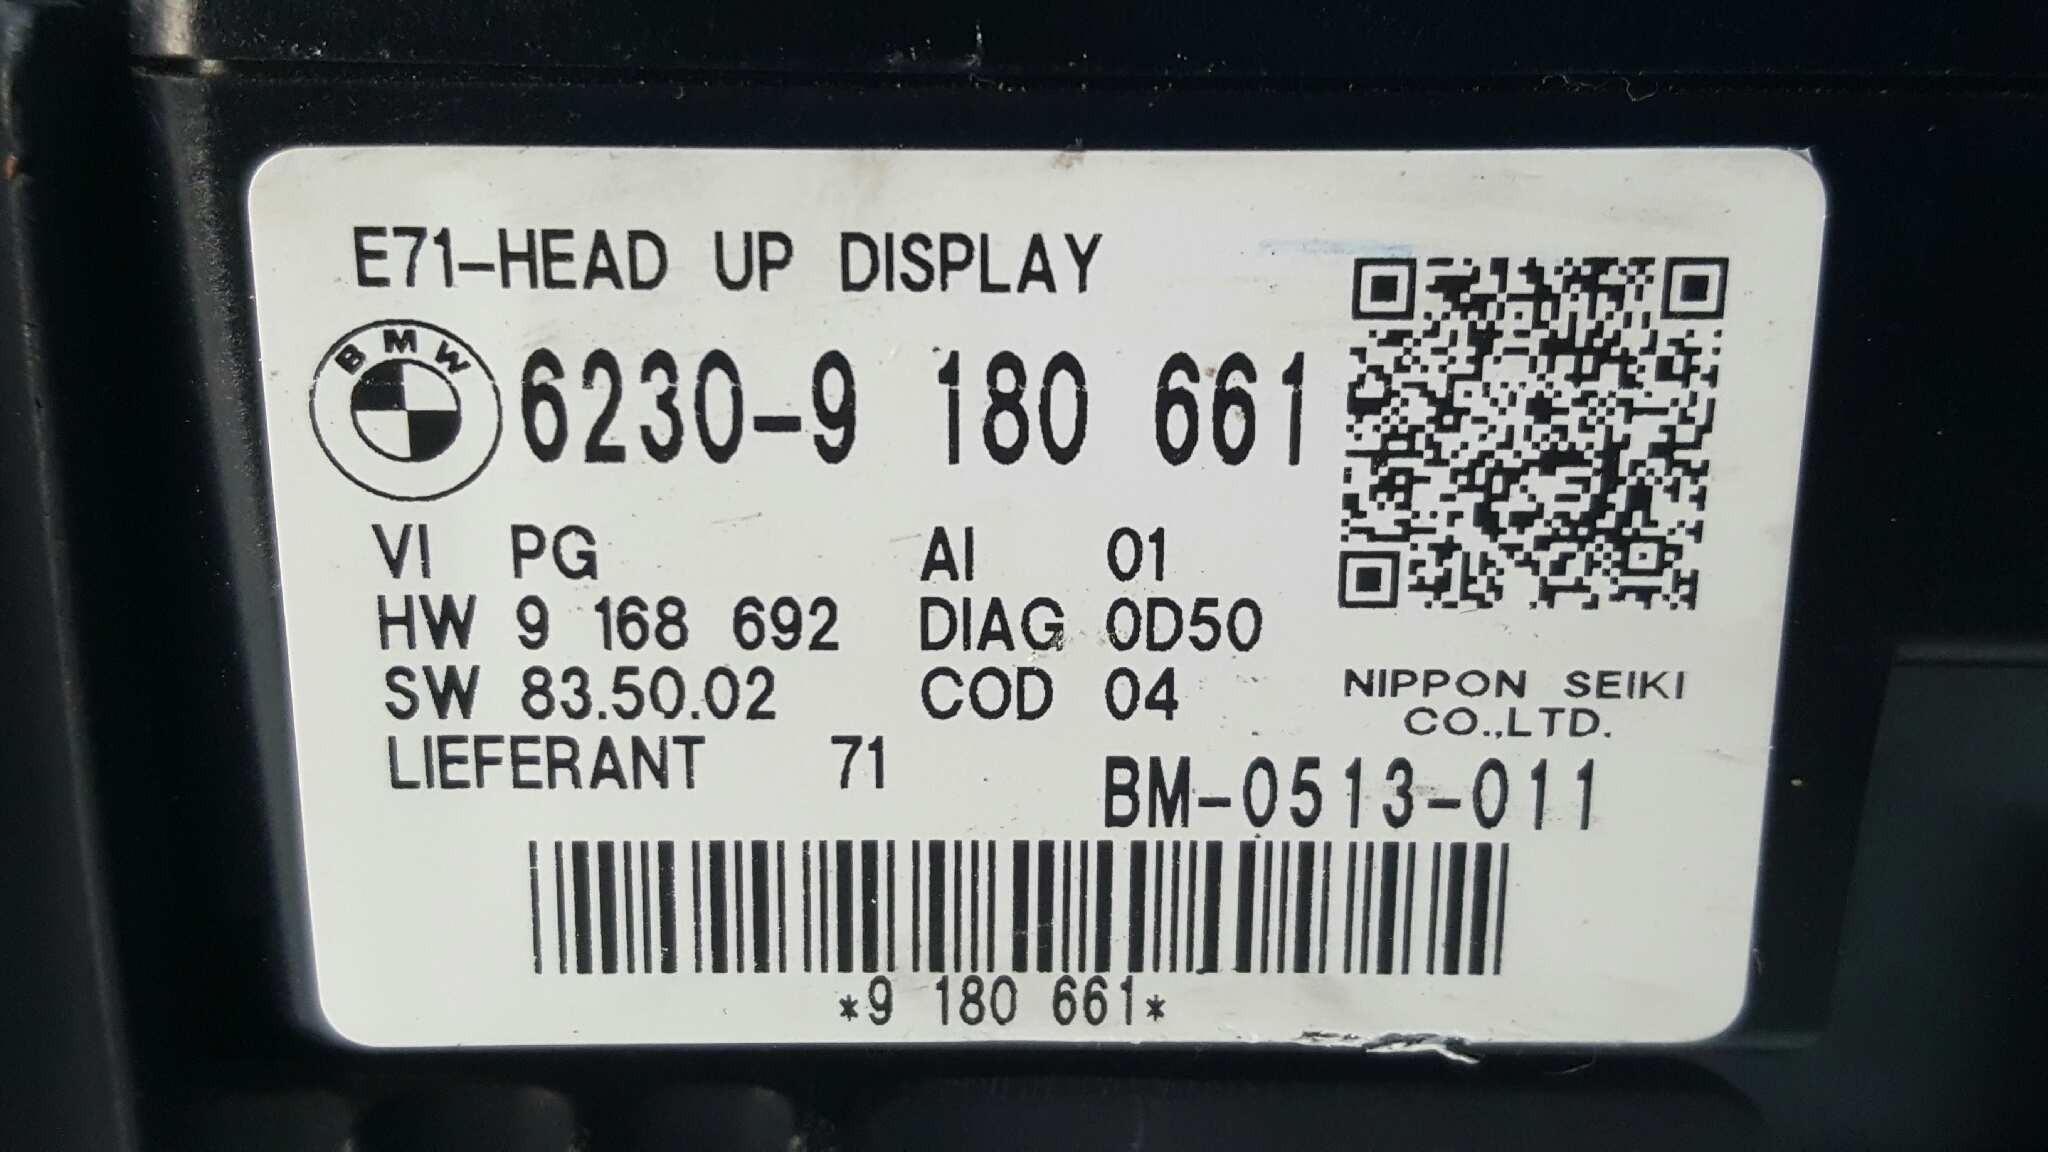 E71-HEAD UP DISPLAY
BMW
6230-9 180 661
VI PG AI 01
HW 9 168 692 DIAG 0D50
SW 83.50.02 COD 04
LIEFERANT 71
NIPPON SEIKI
CO.,LTD.
BM-0513-011
*9 180 661*